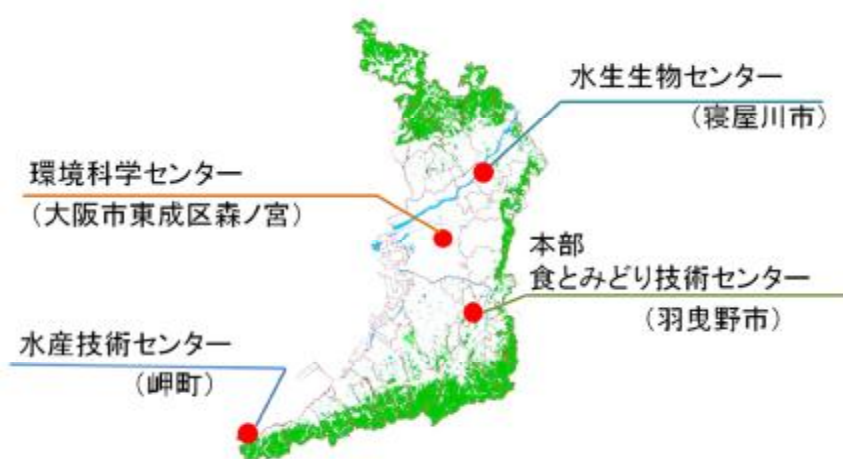 水生生物センター
（寝屋川市）
環境科学センター
（大阪市東成区森ノ宮）
本部
食とみどり技術センター
（羽曳野市）
水産技術センター
（岬町）